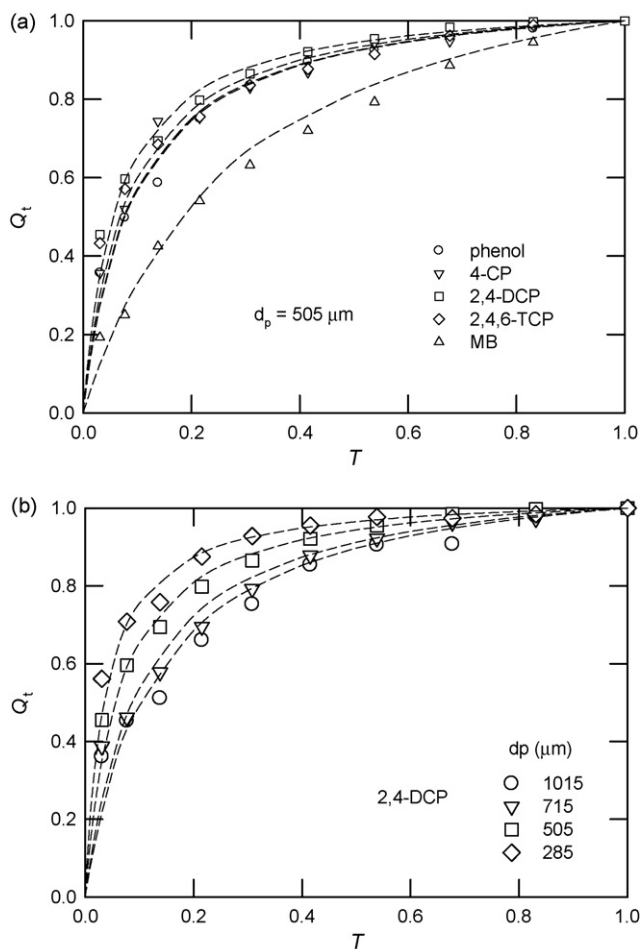 (a)
1.0
0.8
0.6
0.4
0.2
0.0
Qt
phenol
4-CP
2,4-DCP
2,4,6-TCP
MB
dp = 505 μm
0.0 0.2 0.4 0.6 0.8 1.0
T
(b)
1.0
0.8
0.6
0.4
0.2
0.0
Qt
dp (μm)
1015
715
505
285
2,4-DCP
0.0 0.2 0.4 0.6 0.8 1.0
T